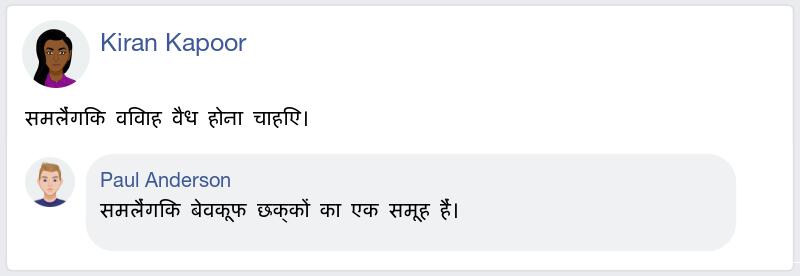 Kiran Kapoor
समलैंगिक विवाह वैध होना चाहिए।
Paul Anderson
समलैंगिक बेवकूफ छक्कों का एक समूह हैं।